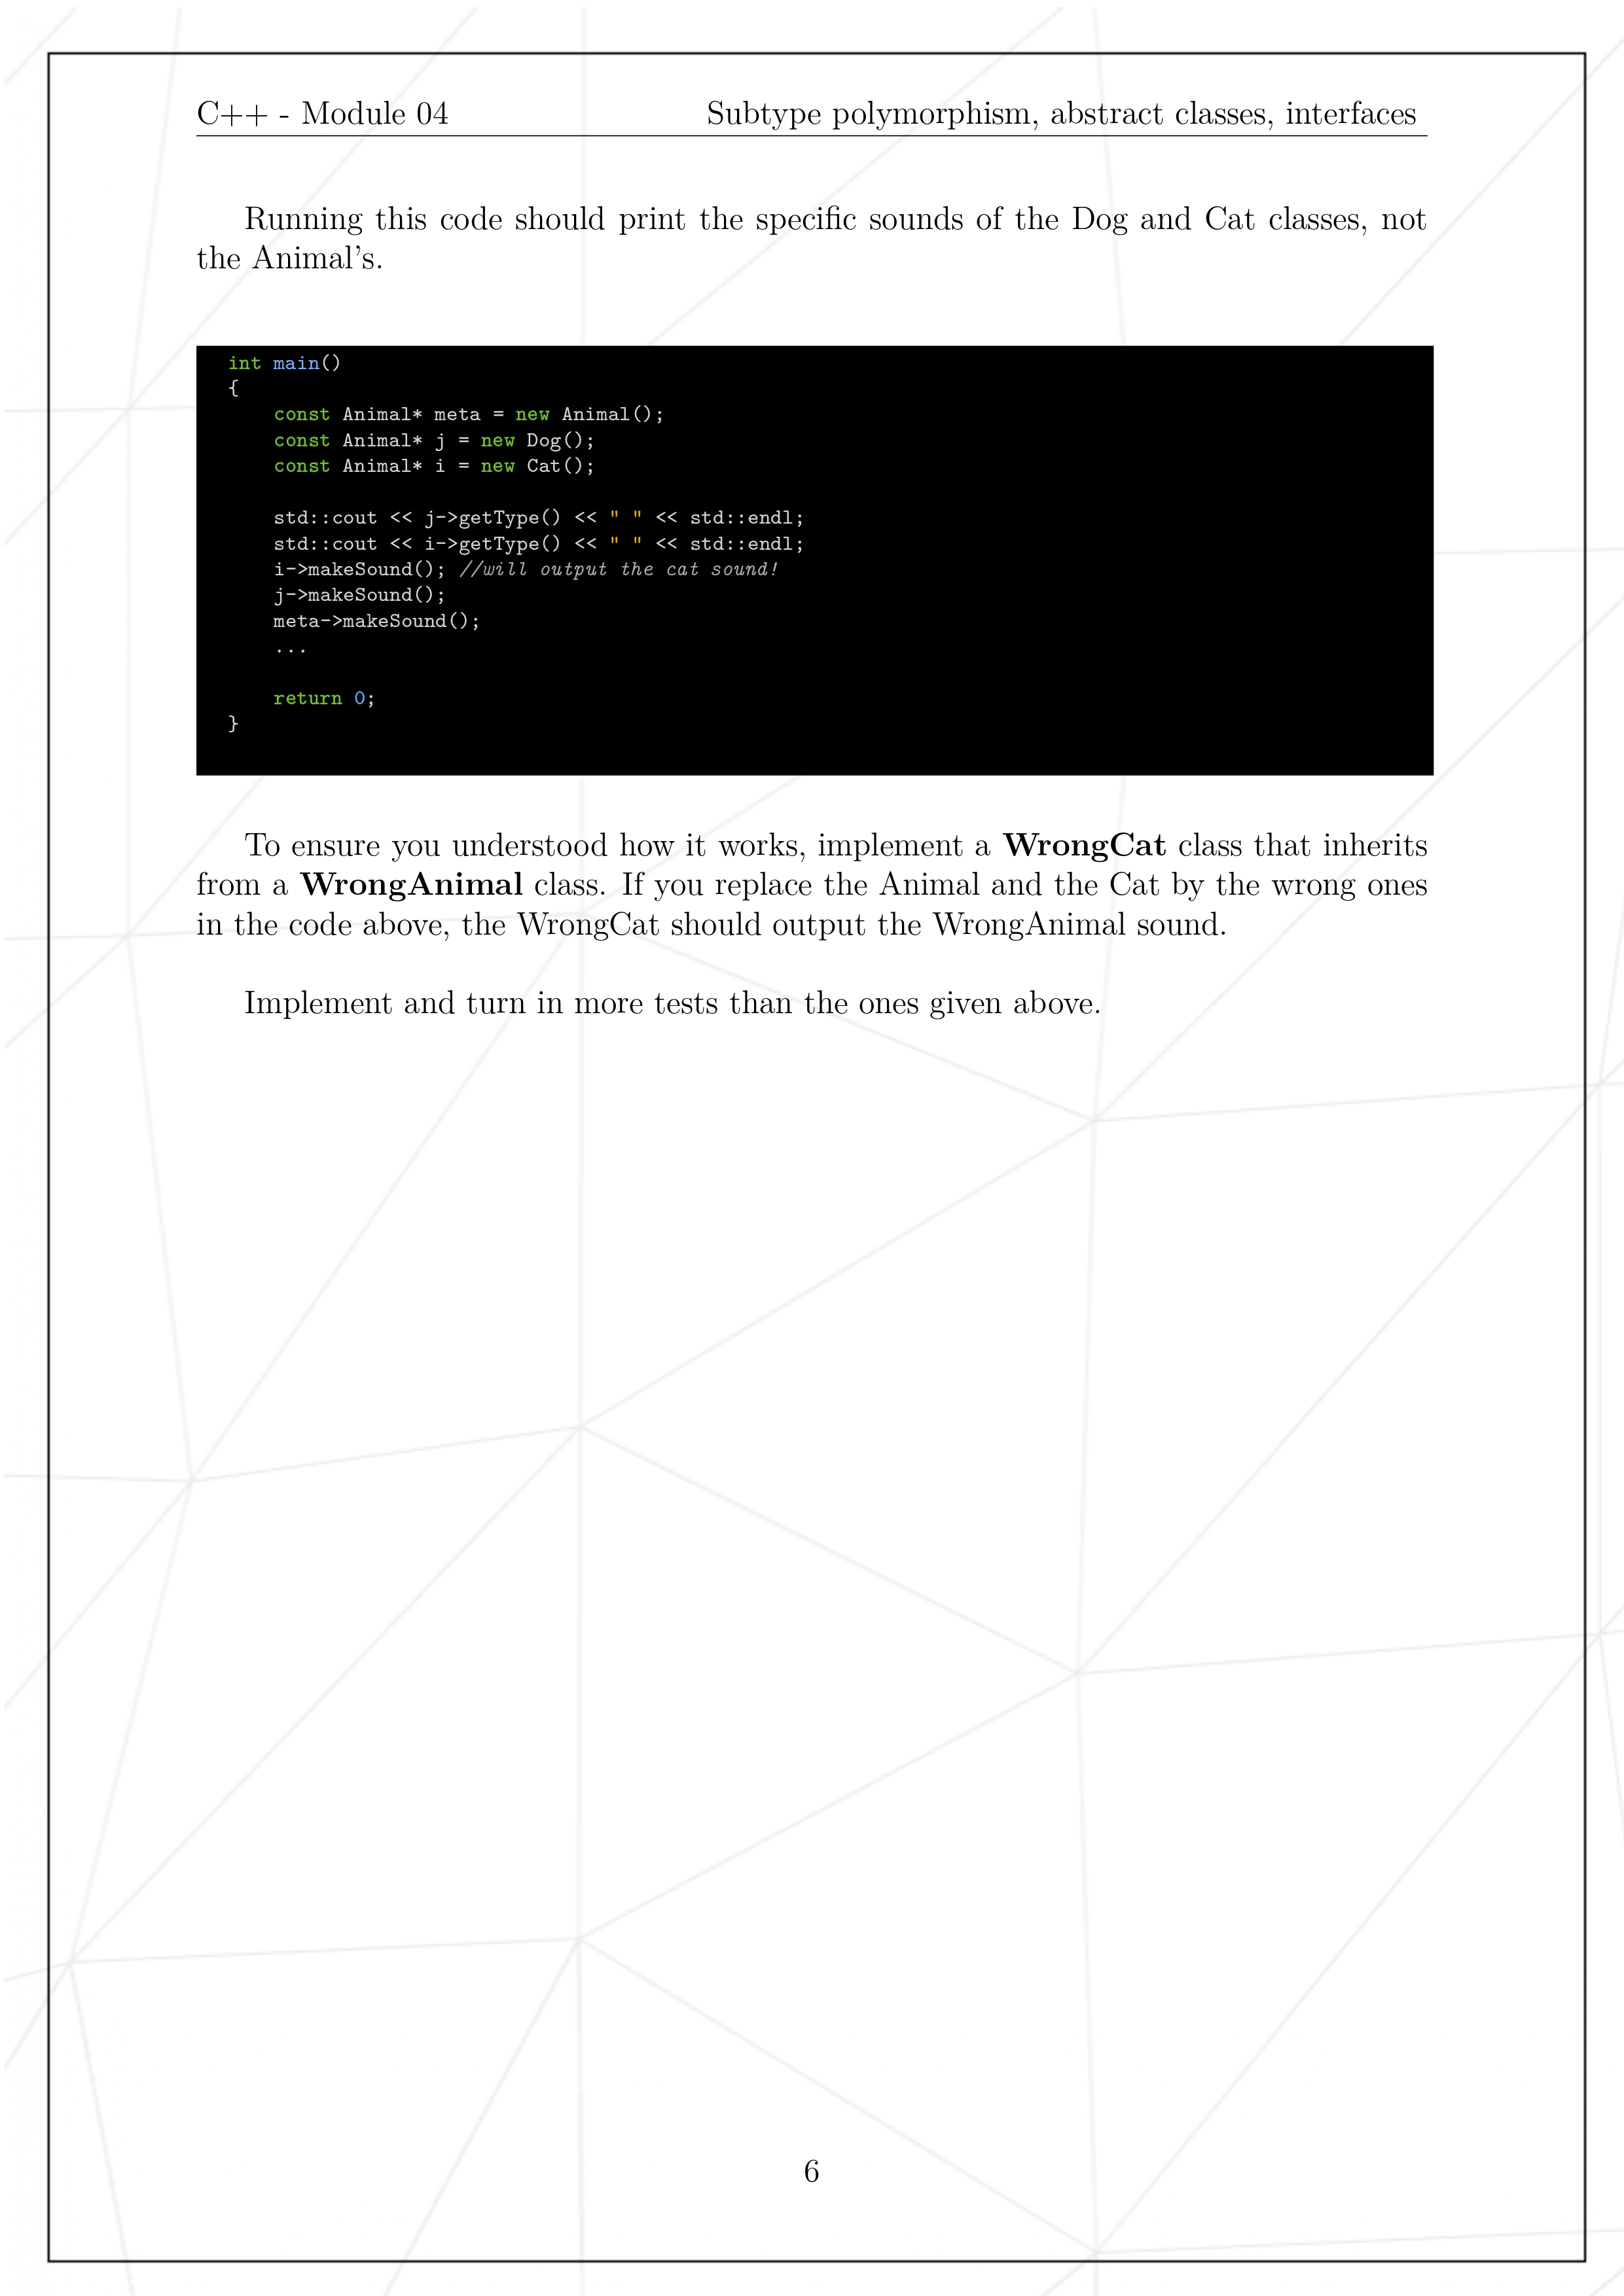 C++ - Module 04 Subtype polymorphism, abstract classes, interfaces
Running this code should print the specific sounds of the Dog and Cat classes, not
the Animal's.
int main()
{
    const Animal* meta = new Animal();
    const Animal* j = new Dog();
    const Animal* i = new Cat();
    std::cout << j->getType() << " " << std::endl;
    std::cout << i->getType() << " " << std::endl;
    i->makeSound(); //will output the cat sound!
    j->makeSound();
    meta->makeSound();
    ...
    return 0;
}
To ensure you understood how it works, implement a WrongCat class that inherits
from a WrongAnimal class. If you replace the Animal and the Cat by the wrong ones
in the code above, the WrongCat should output the WrongAnimal sound.
Implement and turn in more tests than the ones given above.
6